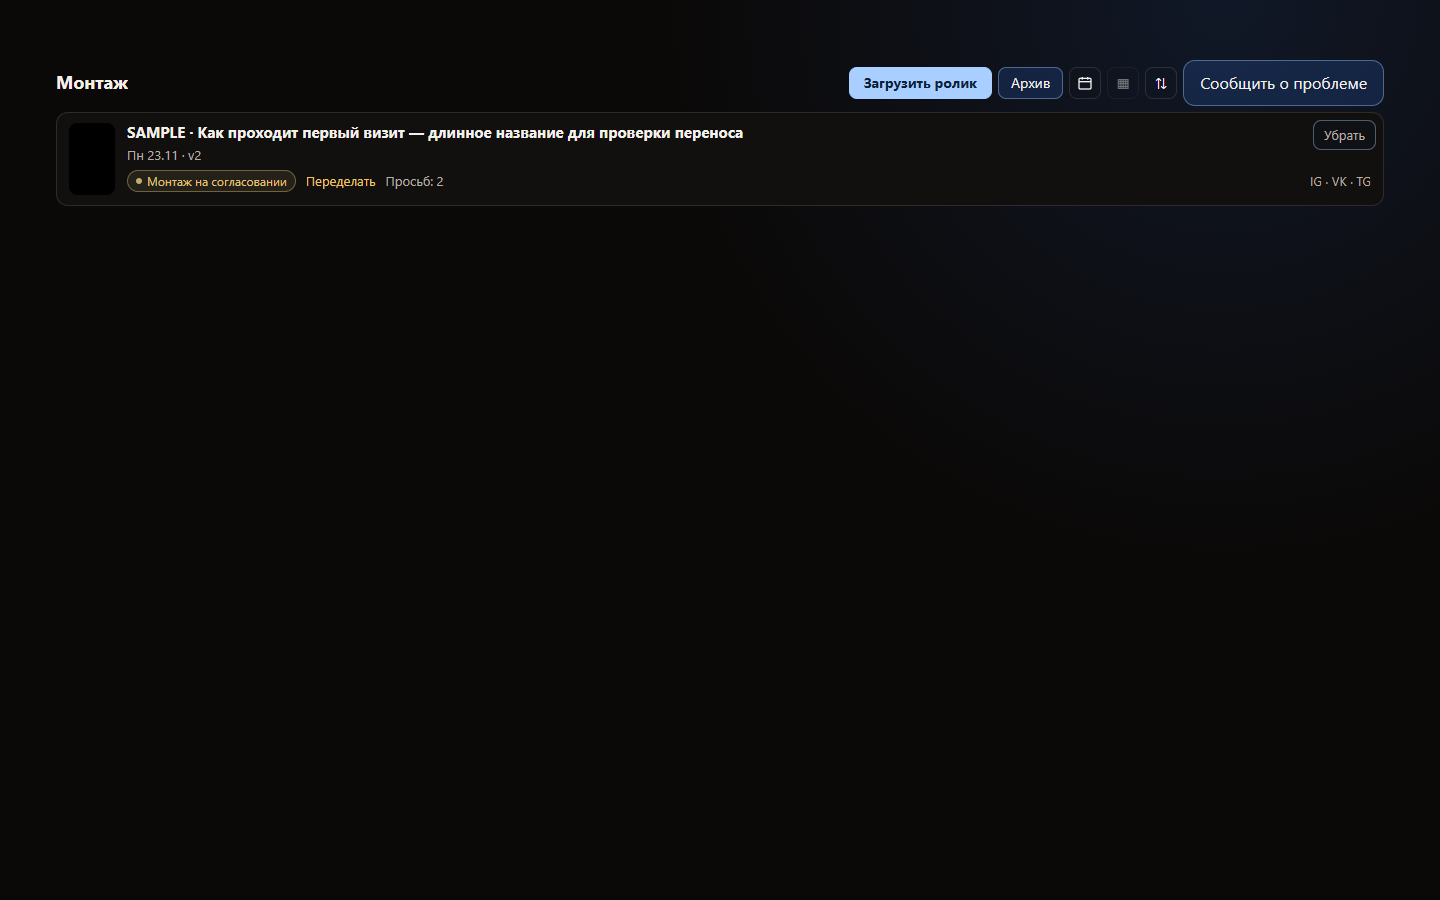 Монтаж
Загрузить ролик
Архив
Сообщить о проблеме
SAMPLE · Как проходит первый визит — длинное название для проверки переноса
Убрать
Пн 23.11 · v2
Монтаж на согласовании
Переделать
Просьб: 2
IG · VK · TG